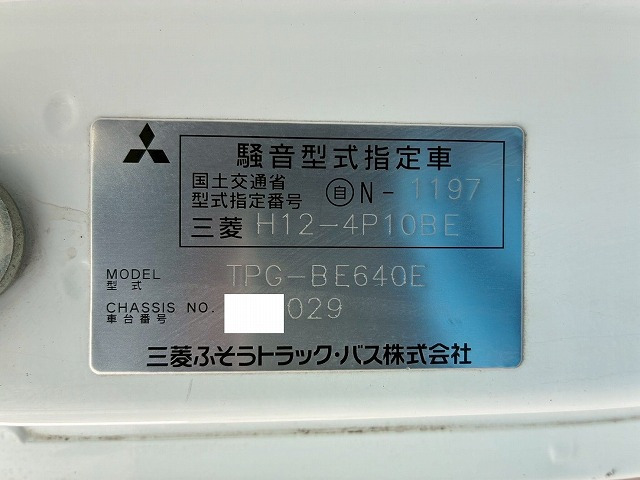 騒音型式指定車
国土交通省
型式指定番号 自 N - 1197
三菱 H12-4P10BE
MODEL
型式 TPG-BE640E
CHASSIS NO. 029
車台番号
三菱ふそうトラック・バス株式会社